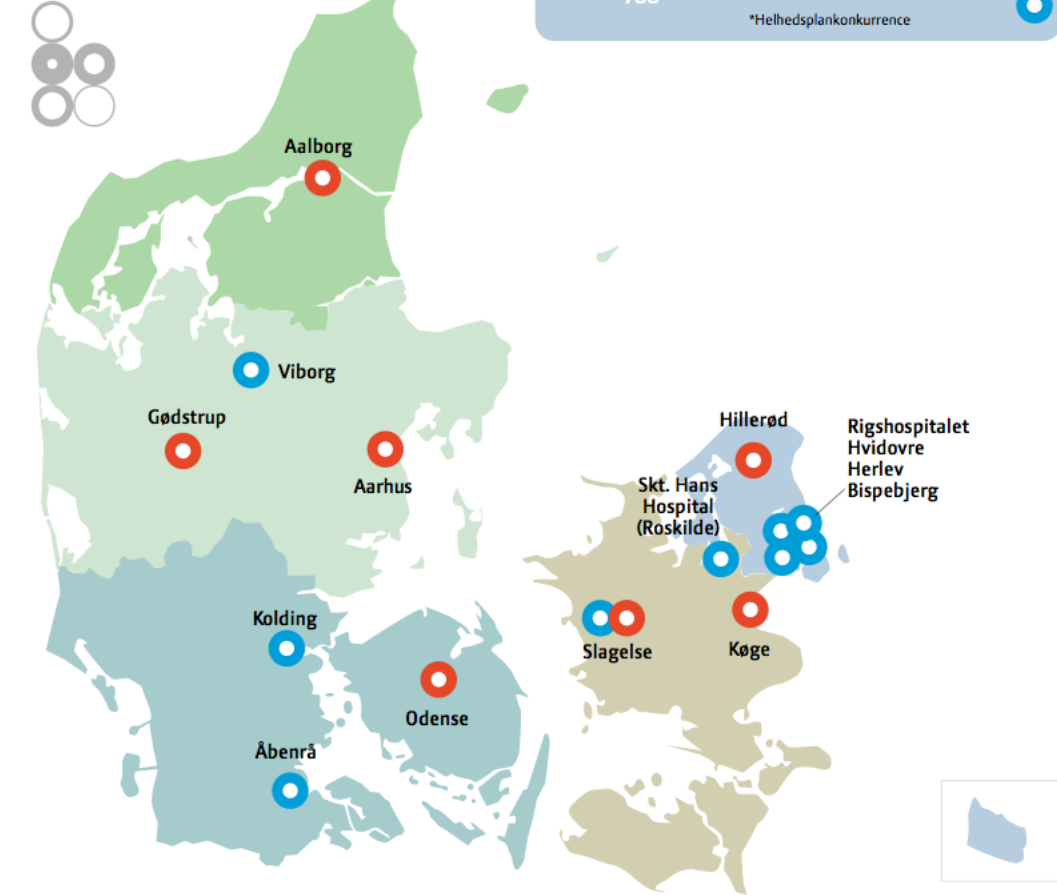 *Helhedsplankonkurrence
Aalborg
Viborg
Gødstrup
Aarhus
Hillerød
Rigshospitalet
Hvidovre
Herlev
Bispebjerg
Skt. Hans
Hospital
(Roskilde)
Kolding
Slagelse
Køge
Odense
Åbenrå